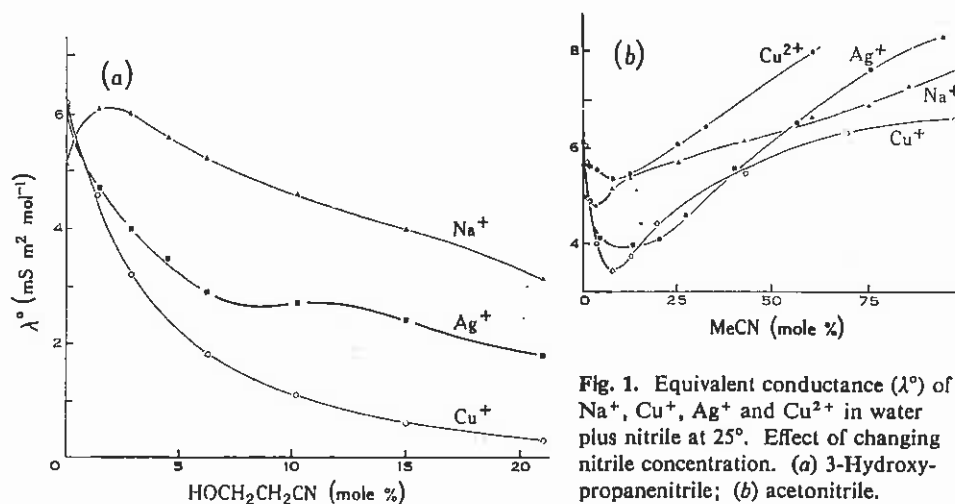 (a)
6
4
2
0
λ° (mS m² mol⁻¹)
Na⁺
Ag⁺
Cu⁺
0 5 10 15 20
HOCH₂CH₂CN (mole %)
(b)
8
6
4
Cu²⁺
Ag⁺
Na⁺
Cu⁺
0 25 50 75
MeCN (mole %)
Fig. 1. Equivalent conductance (λ°) of
Na⁺, Cu⁺, Ag⁺ and Cu²⁺ in water
plus nitrile at 25°. Effect of changing
nitrile concentration. (a) 3-Hydroxy-
propanenitrile; (b) acetonitrile.